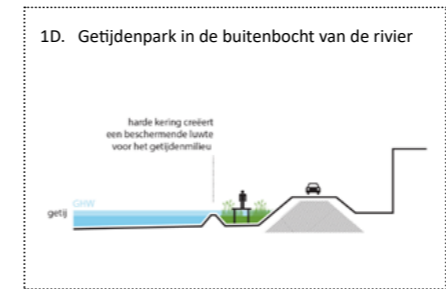 1D. Getijdenpark in de buitenbocht van de rivier
harde kering creëert
een beschermende luwte
voor het getijdenmilieu
GHW
getij